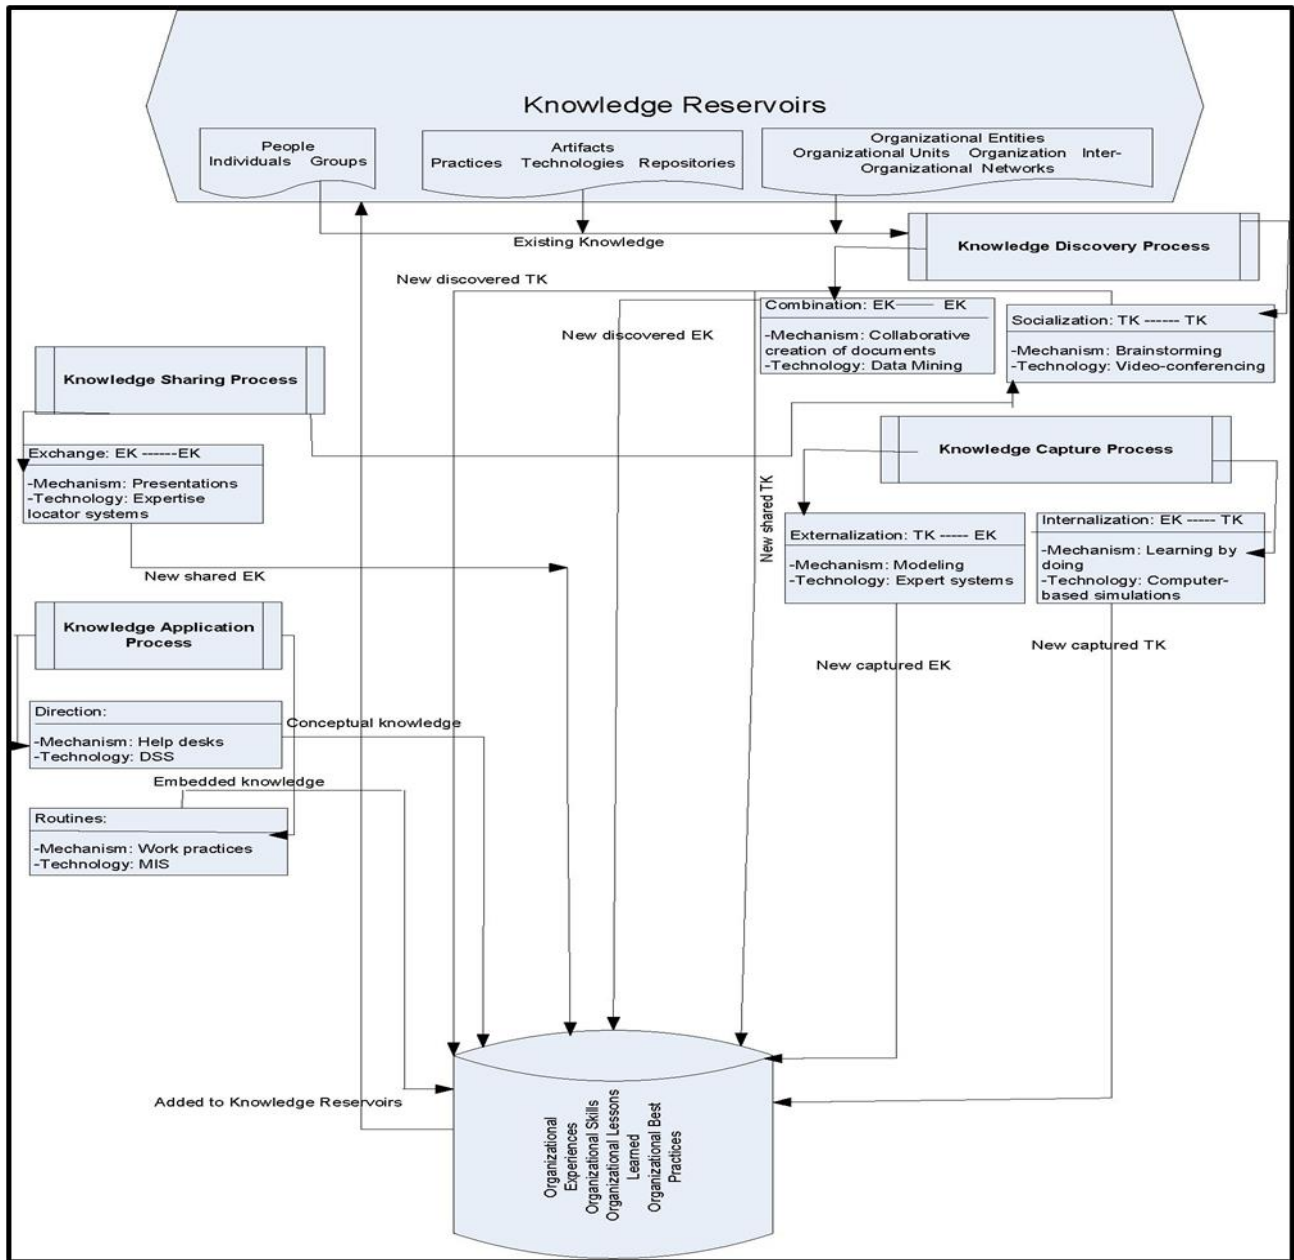 Knowledge Reservoirs
People
Individuals Groups
Artifacts
Practices Technologies Repositories
Organizational Entities
Organizational Units Organization Inter-
Organizational Networks
Existing Knowledge
Knowledge Discovery Process
New discovered TK
New discovered EK
Combination: EK —— EK
-Mechanism: Collaborative
creation of documents
-Technology: Data Mining
Socialization: TK ------ TK
-Mechanism: Brainstorming
-Technology: Video-conferencing
Knowledge Sharing Process
Exchange: EK ------EK
-Mechanism: Presentations
-Technology: Expertise
locator systems
New shared EK
New shared TK
Knowledge Capture Process
Externalization: TK ----- EK
-Mechanism: Modeling
-Technology: Expert systems
Internalization: EK ----- TK
-Mechanism: Learning by
doing
-Technology: Computer-
based simulations
New captured EK
New captured TK
Knowledge Application
Process
Direction:
-Mechanism: Help desks
-Technology: DSS
Conceptual knowledge
Embedded knowledge
Routines:
-Mechanism: Work practices
-Technology: MIS
Added to Knowledge Reservoirs
Organizational
Experiences
Organizational Skills
Organizational Lessons
Learned
Organizational Best
Practices